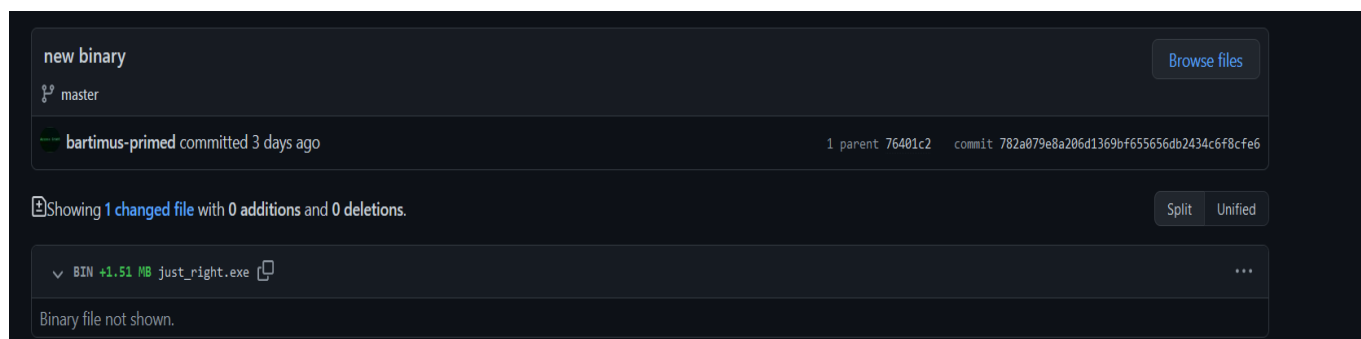 new binary
Browse files
master
bartimus-primed committed 3 days ago
1 parent 76401c2 commit 782a079e8a206d1369bf655656db2434c6f8cfe6
Showing 1 changed file with 0 additions and 0 deletions.
Split Unified
BIN +1.51 MB just_right.exe
Binary file not shown.